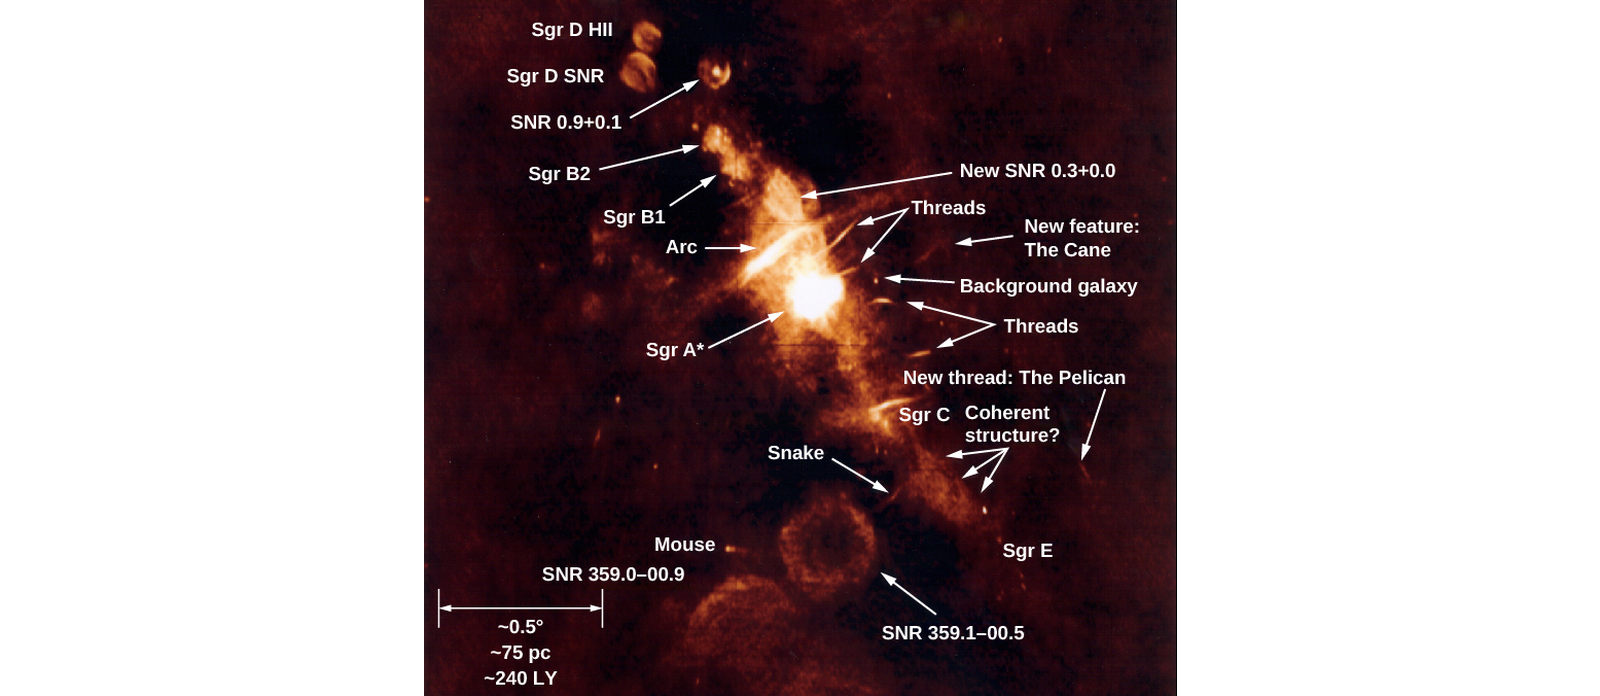 Sgr D HII
Sgr D SNR
SNR 0.9+0.1
Sgr B2
New SNR 0.3+0.0
Threads
Sgr B1
New feature:
The Cane
Arc
Background galaxy
Threads
Sgr A*
New thread: The Pelican
Sgr C
Coherent
structure?
Snake
Mouse
Sgr E
SNR 359.0–00.9
~0.5°
~75 pc
~240 LY
SNR 359.1–00.5